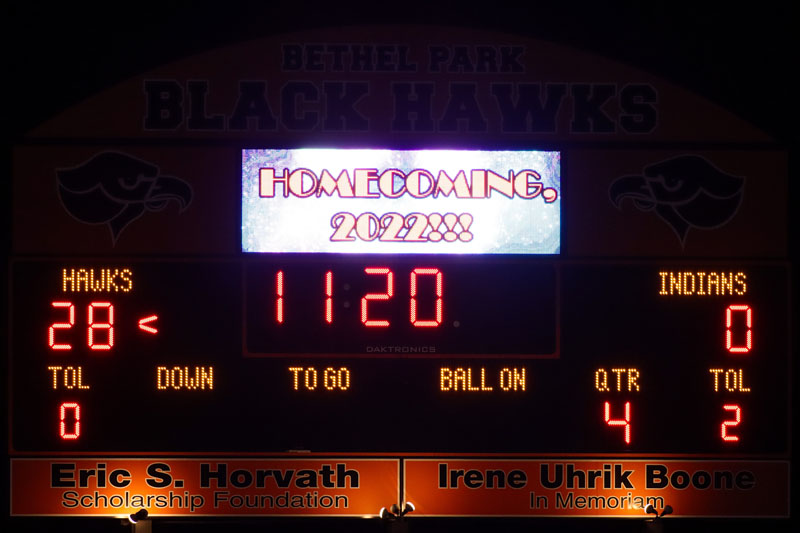 BETHEL PARK
BLACK HAWKS
HOMECOMING,
2022!!!
HAWKS 11:20 INDIANS
28 < 0
DAKTRONICS
TOL DOWN TO GO BALL ON QTR TOL
0 4 2
Eric S. Horvath
Scholarship Foundation
Irene Uhrik Boone
In Memoriam